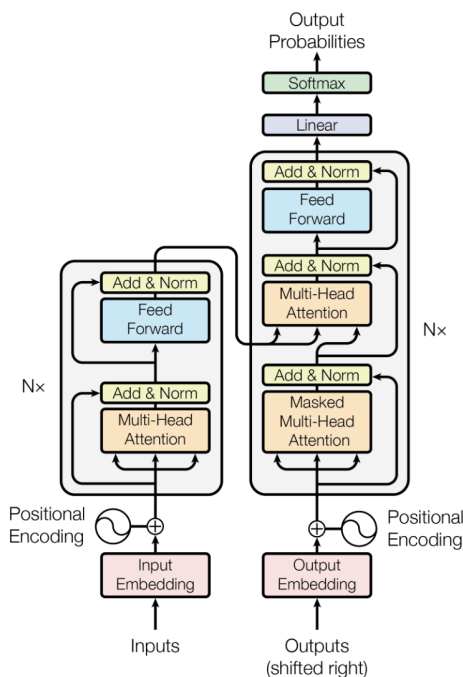 Output
Probabilities
Softmax
Linear
Add & Norm
Feed
Forward
Add & Norm
Multi-Head
Attention
Add & Norm
Masked
Multi-Head
Attention
N×
Add & Norm
Feed
Forward
N×
Add & Norm
Multi-Head
Attention
Positional
Encoding
Positional
Encoding
Input
Embedding
Output
Embedding
Inputs
Outputs
(shifted right)